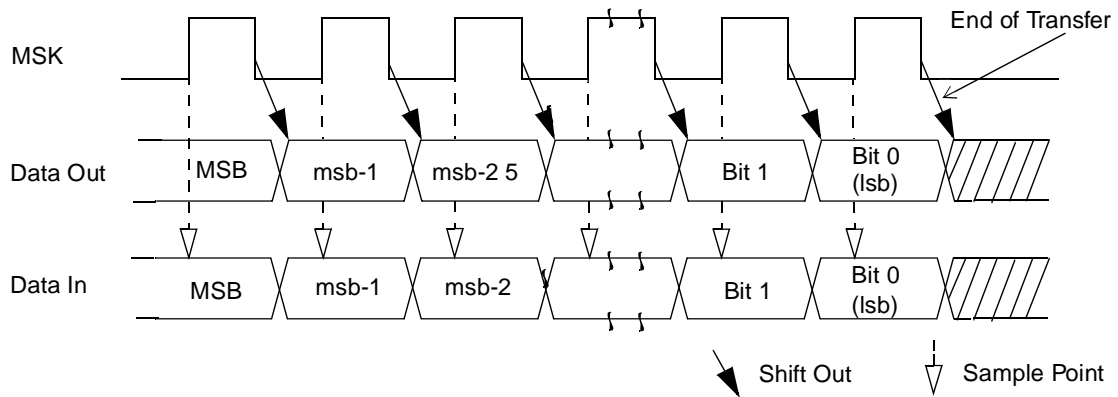 End of Transfer
MSK
Data Out
MSB
msb-1
msb-2 5
Bit 1
Bit 0
(lsb)
Data In
MSB
msb-1
msb-2
Bit 1
Bit 0
(lsb)
Shift Out
Sample Point